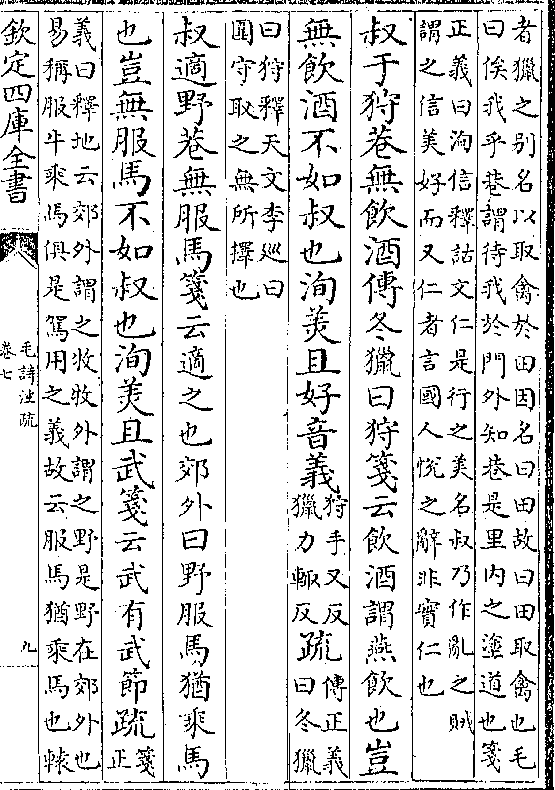 者獵之别名以取禽於田因名曰田故曰田取禽也毛
曰俟我乎巷謂待我於門外知巷是里内之塗道也箋
正義曰洵信釋詁文仁是行之美名叔乃作亂之賊
謂之信美好而又仁者言國人悅之辭非實仁也
叔于狩巷無飲酒傳冬獵曰狩箋云飲酒謂燕飲也豈
無飲酒不如叔也洵美且好音義
狩手又反
獵力輒反
疏
傳正義
曰冬獵
曰狩釋天文李廵曰
圍守取之無所擇也
叔適野巷無服馬箋云適之也郊外曰野服馬猶乘馬
也豈無服馬不如叔也洵美且武箋云武有武節疏
箋
正
義曰釋地云郊外謂之牧牧外謂之野是野在郊外也
易稱服牛乘馬俱是駕用之義故云服馬猶乘馬也轅
欽定四庫全書
毛詩注疏
卷七
九